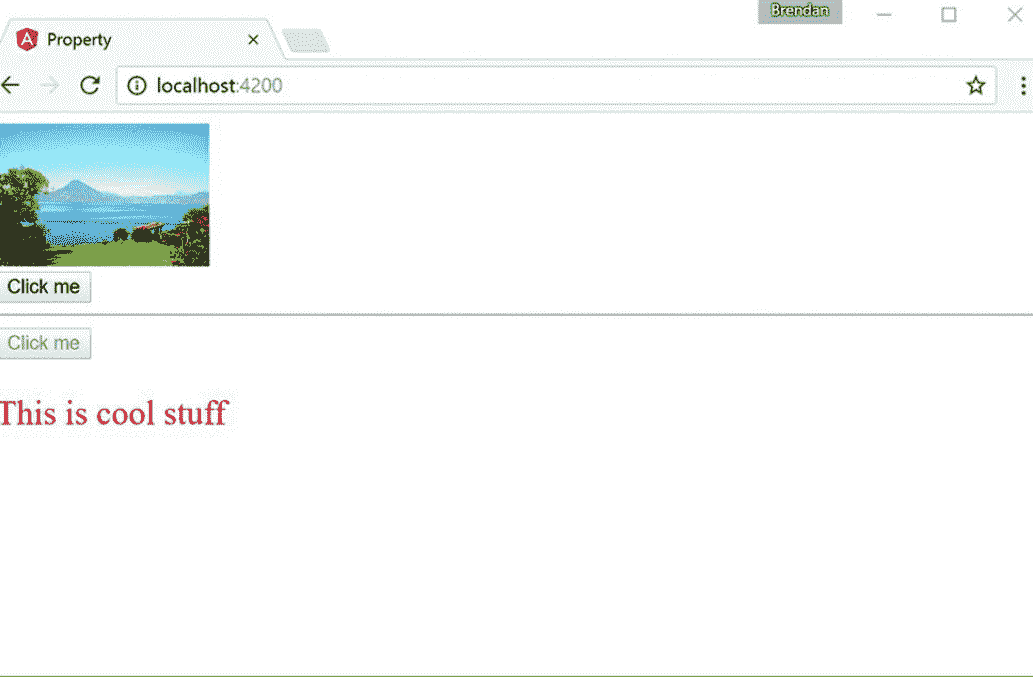 Brendan
Property
localhost:4200
Click me
Click me
This is cool stuff